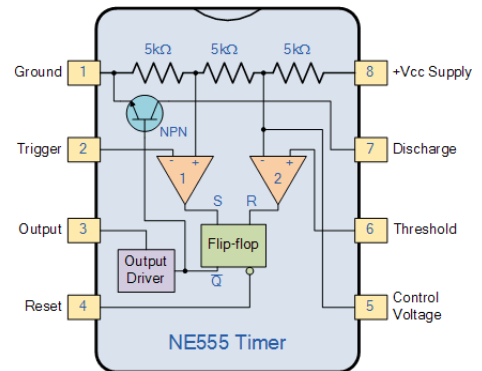 5kΩ 5kΩ 5kΩ
Ground 1 8 +Vcc Supply
NPN
Trigger 2 - + - + 7 Discharge
1 2
S R
Output 3 Flip-flop 6 Threshold
Output
Driver
Q̅
Reset 4 5 Control
Voltage
NE555 Timer